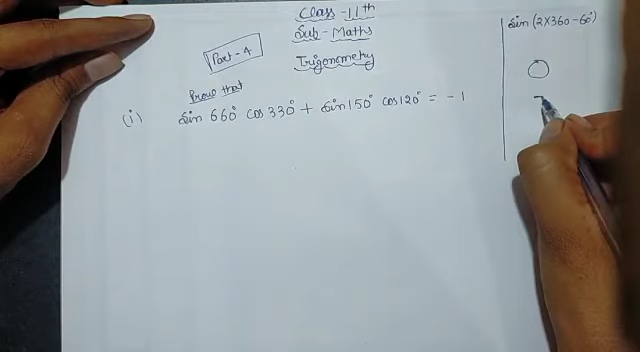 Class - 11th
Sub - Maths
Part - 4
Trigonometry
Prove that
(i) sin 660° cos 330° + sin 150° cos 120° = -1
sin (2×360 - 60°)